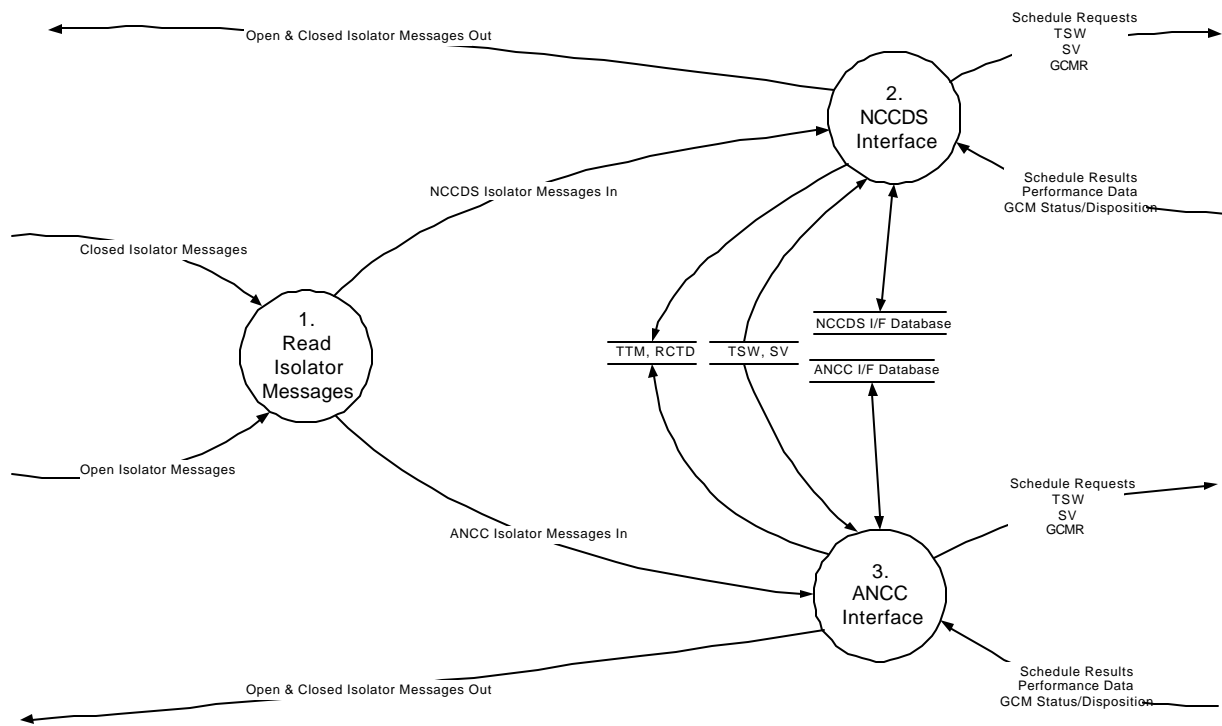 Open & Closed Isolator Messages Out
Schedule Requests
TSW
SV
GCMR
2.
NCCDS
Interface
NCCDS Isolator Messages In
Schedule Results
Performance Data
GCM Status/Disposition
Closed Isolator Messages
1.
Read
Isolator
Messages
NCCDS I/F Database
TTM, RCTD
TSW, SV
ANCC I/F Database
Open Isolator Messages
Schedule Requests
TSW
SV
GCMR
ANCC Isolator Messages In
3.
ANCC
Interface
Open & Closed Isolator Messages Out
Schedule Results
Performance Data
GCM Status/Disposition